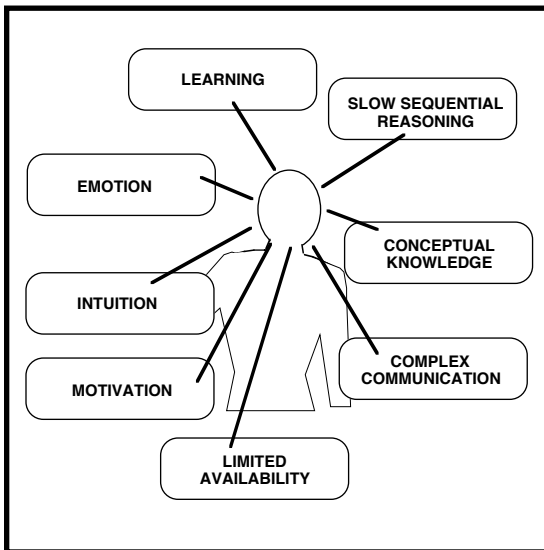 LEARNING
SLOW SEQUENTIAL
REASONING
EMOTION
CONCEPTUAL
KNOWLEDGE
INTUITION
COMPLEX
COMMUNICATION
MOTIVATION
LIMITED
AVAILABILITY